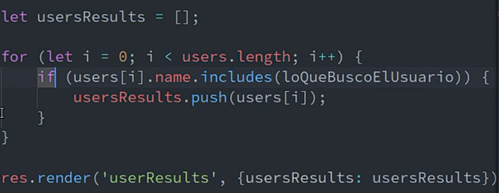 let usersResults = [];
for (let i = 0; i < users.length; i++) {
if (users[i].name.includes(loQueBuscoElUsuario)) {
usersResults.push(users[i]);
}
}
res.render('userResults', {usersResults: usersResults})